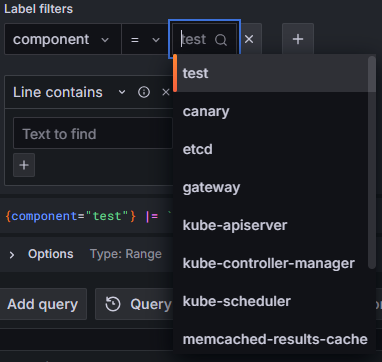 Label filters
component = test
test
Line contains
canary
Text to find
etcd
gateway
{component="test"} |= `
kube-apiserver
Options Type: Range
kube-controller-manager
Add query Query
kube-scheduler
memcached-results-cache